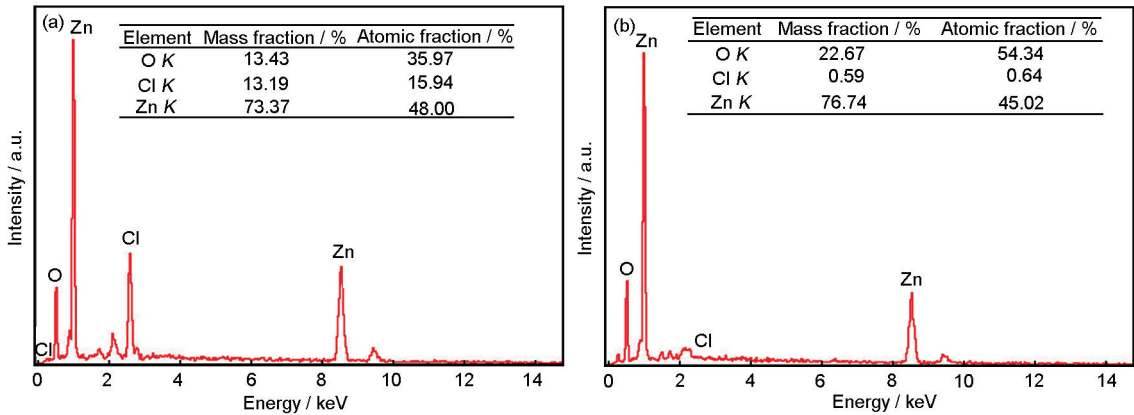 (a)
Zn
Element Mass fraction / % Atomic fraction / %
O K 13.43 35.97
Cl K 13.19 15.94
Zn K 73.37 48.00
Intensity / a.u.
Cl
Zn
O
Cl
0 2 4 6 8 10 12 14
Energy / keV
(b)
Zn
Element Mass fraction / % Atomic fraction / %
O K 22.67 54.34
Cl K 0.59 0.64
Zn K 76.74 45.02
Intensity / a.u.
O
Zn
Cl
0 2 4 6 8 10 12 14
Energy / keV